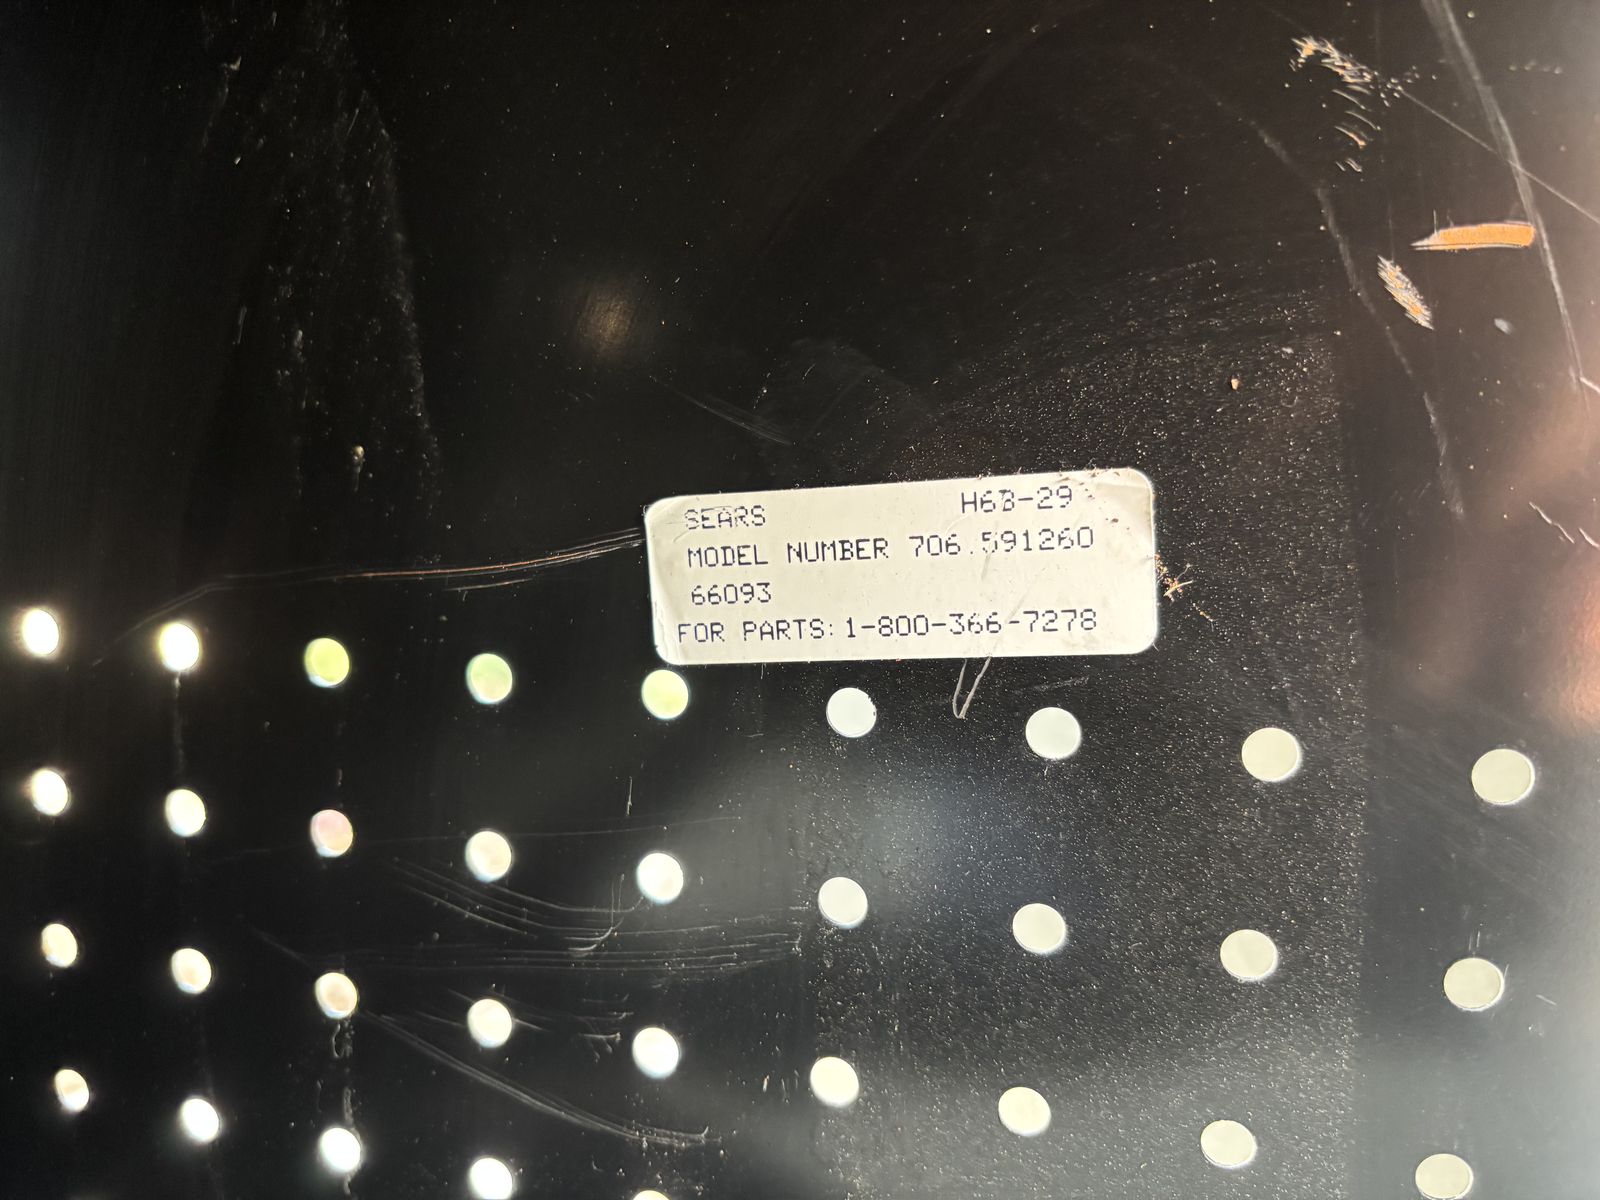 SEARS H6B-29
MODEL NUMBER 706.591260
66093
FOR PARTS: 1-800-366-7278